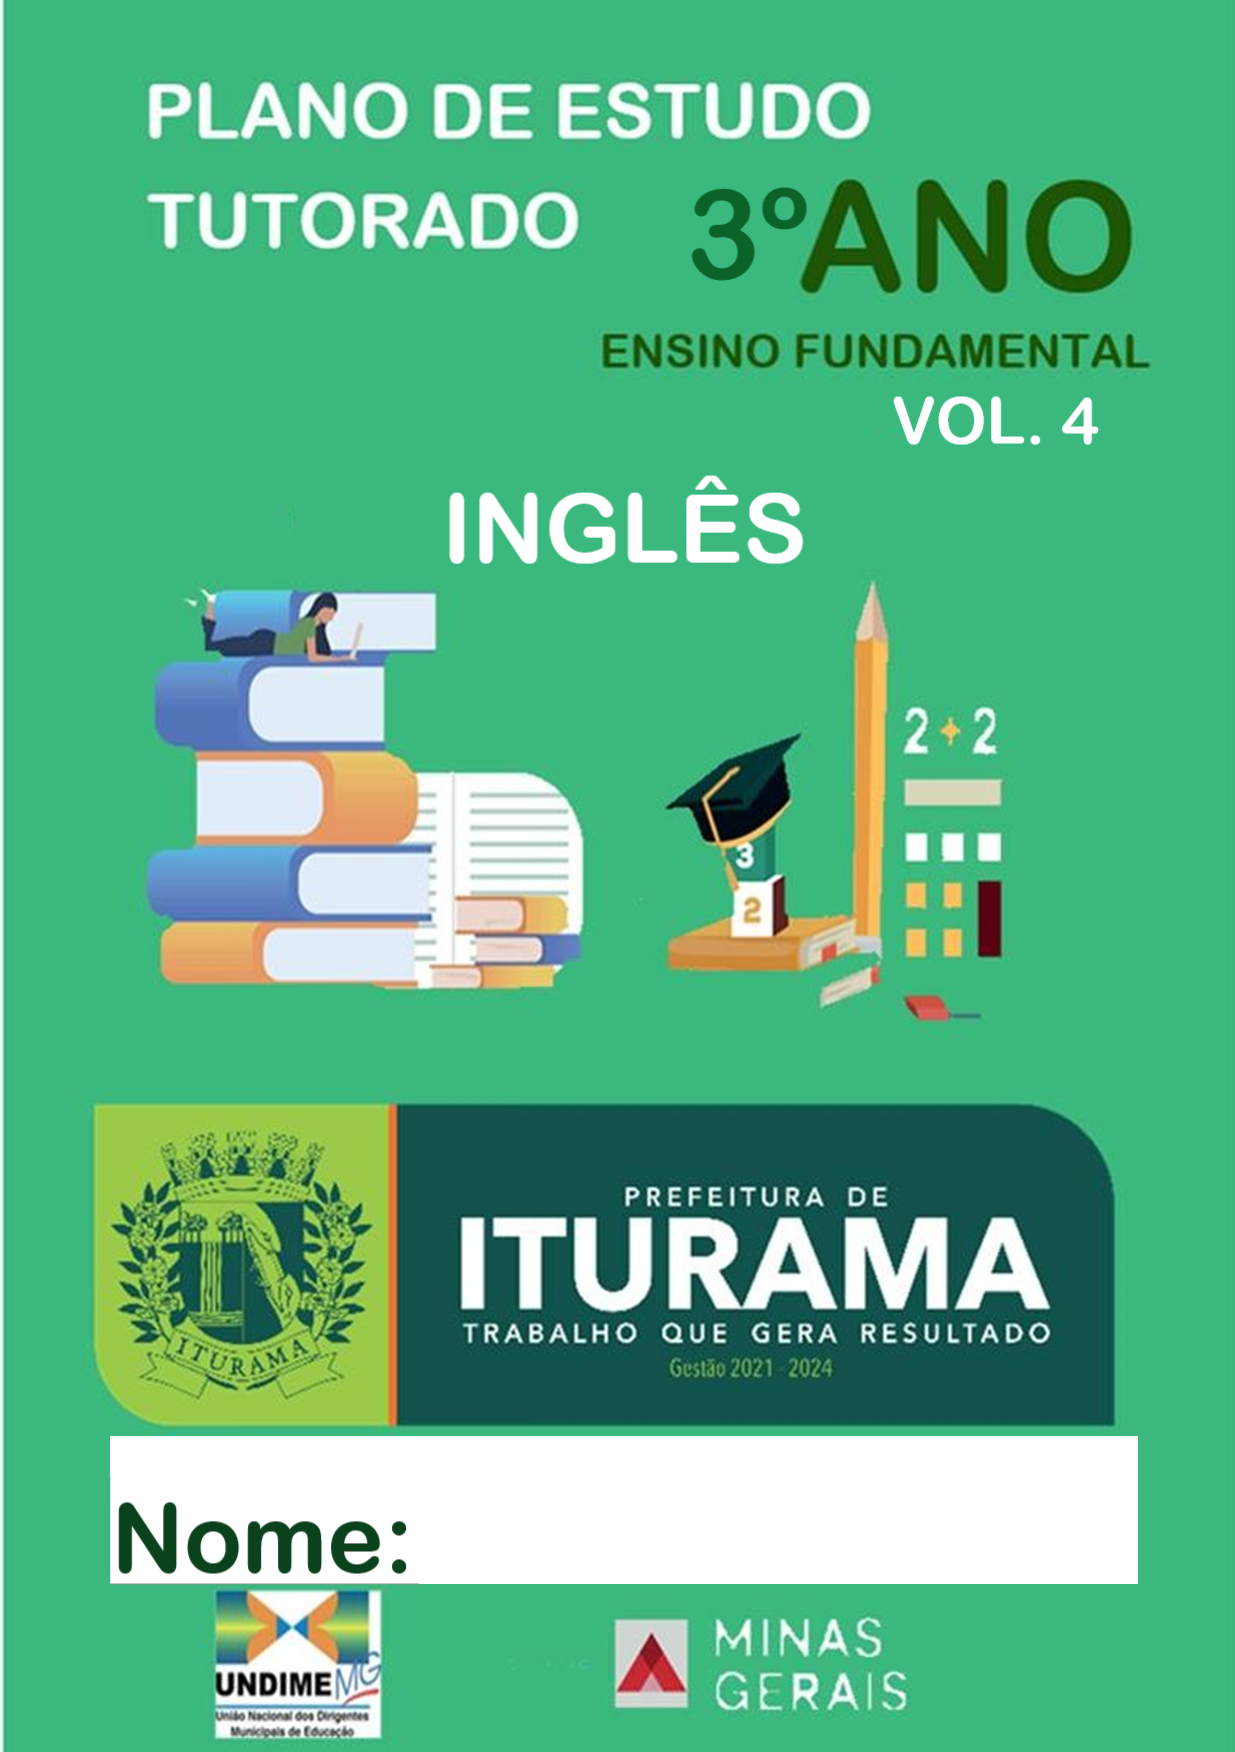 PLANO DE ESTUDO
TUTORADO
3ºANO
ENSINO FUNDAMENTAL
VOL. 4
INGLÊS
2+2
3
2
PREFEITURA DE
ITURAMA
TRABALHO QUE GERA RESULTADO
Gestão 2021 - 2024
ITURAMA
Nome:
UNDIME MG
União Nacional dos Dirigentes
Municipais de Educação
MINAS
GERAIS